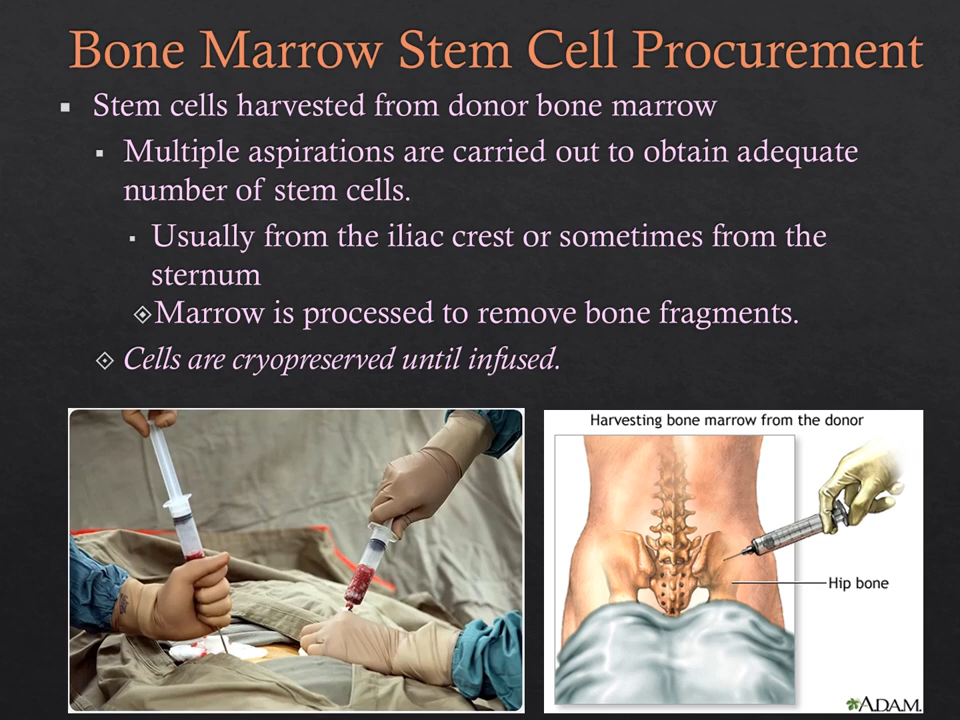 Bone Marrow Stem Cell Procurement
▪ Stem cells harvested from donor bone marrow
▪ Multiple aspirations are carried out to obtain adequate
number of stem cells.
▪ Usually from the iliac crest or sometimes from the
sternum
◈Marrow is processed to remove bone fragments.
◈ Cells are cryopreserved until infused.
Harvesting bone marrow from the donor
Hip bone
A.D.A.M.